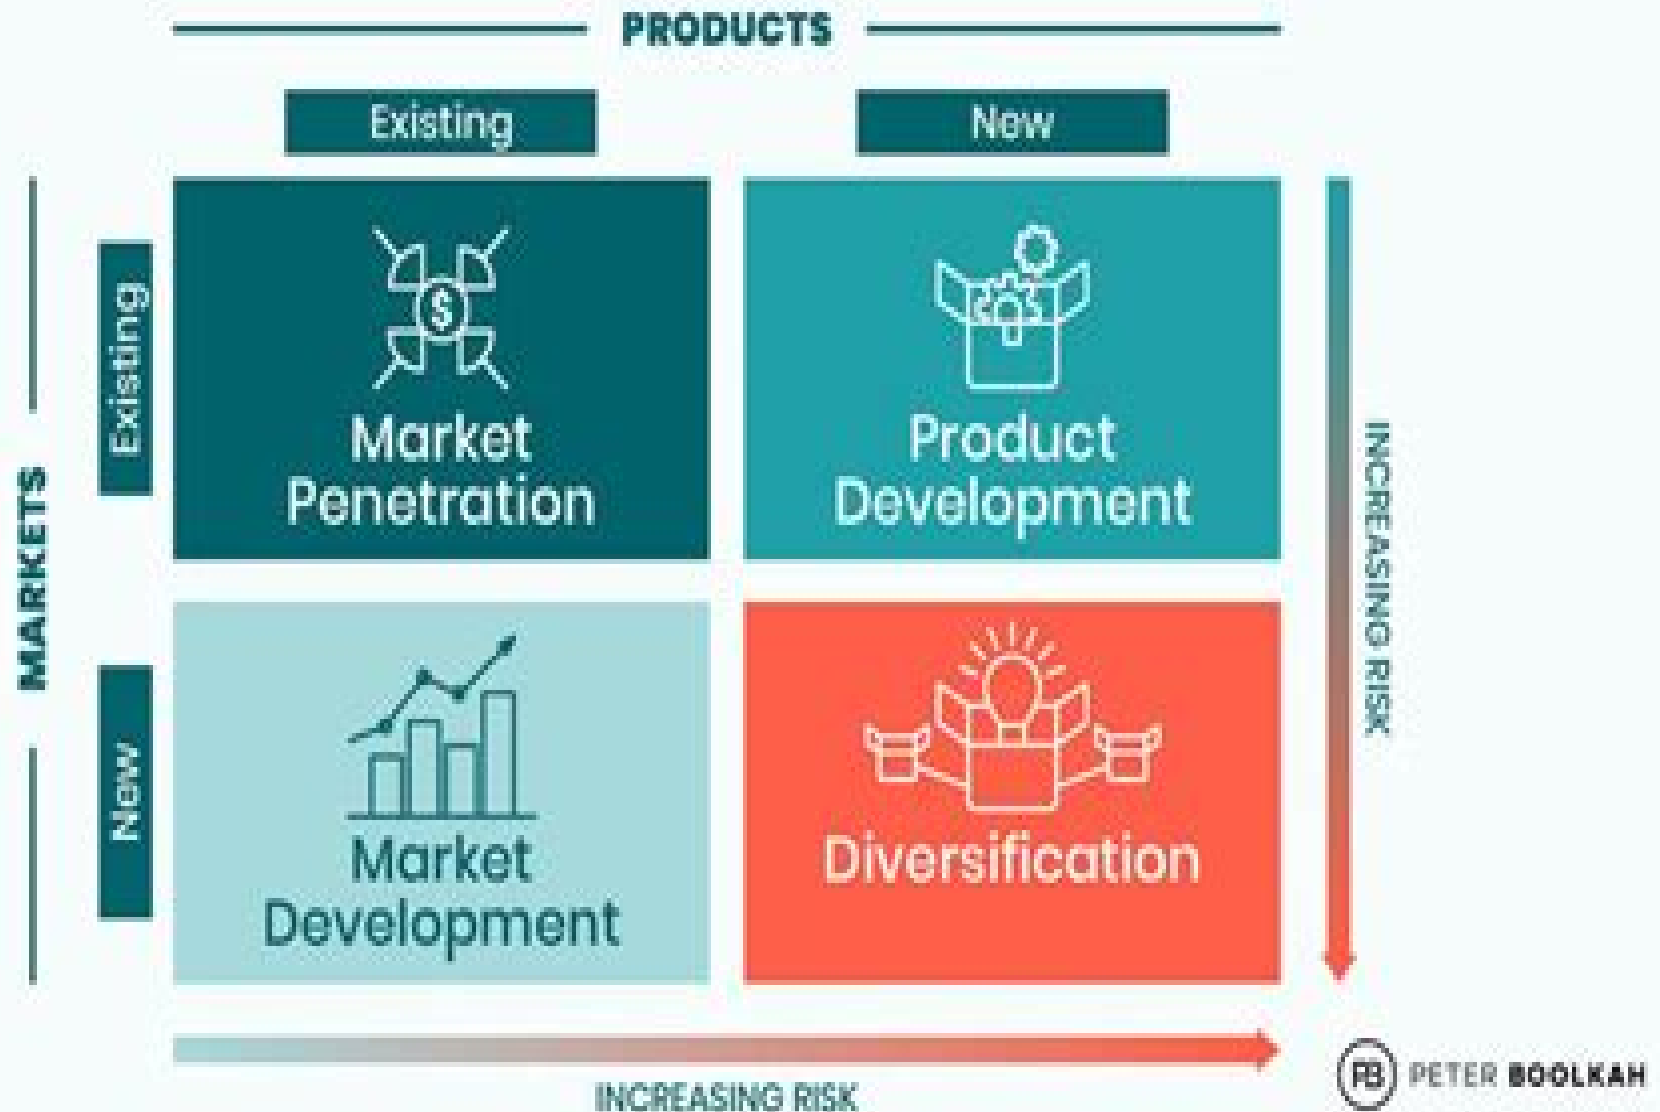 PRODUCTS
Existing
New
MARKETS
Existing
New
$
Market
Penetration
Product
Development
Market
Development
Diversification
INCREASING RISK
INCREASING RISK
PB PETER BOOLKAH